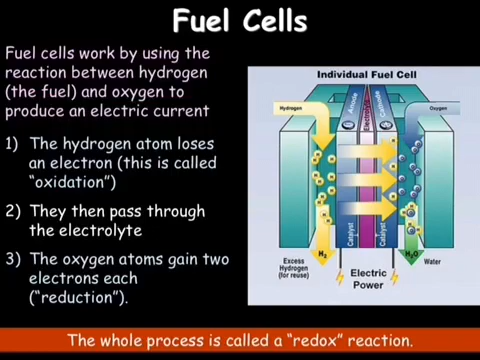 Fuel Cells
Fuel cells work by using the
reaction between hydrogen
(the fuel) and oxygen to
produce an electric current
1) The hydrogen atom loses
an electron (this is called
“oxidation”)
2) They then pass through
the electrolyte
3) The oxygen atoms gain two
electrons each
(“reduction”).
Individual Fuel Cell
Hydrogen
Electrolyte
Oxygen
Catalyst
Catalyst
H2
H2O
Excess
Hydrogen
(for reuse)
Electric
Power
Water
The whole process is called a “redox” reaction.